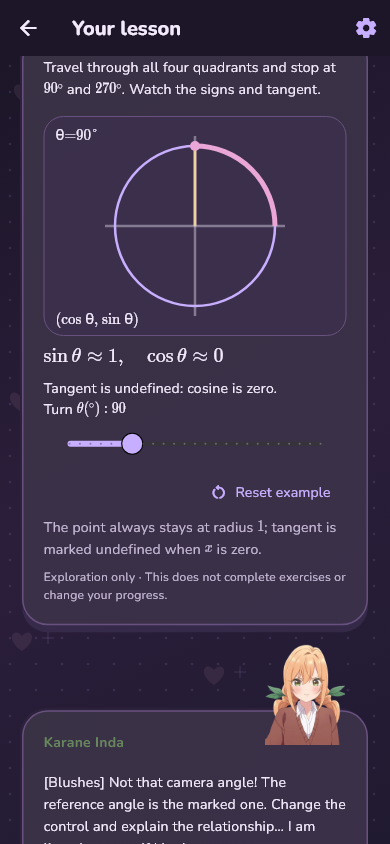 Your lesson
Travel through all four quadrants and stop at
90° and 270°. Watch the signs and tangent.
θ=90°
(cos θ, sin θ)
sin θ ≈ 1, cos θ ≈ 0
Tangent is undefined: cosine is zero.
Turn θ(°) : 90
Reset example
The point always stays at radius 1; tangent is
marked undefined when x is zero.
Exploration only · This does not complete exercises or
change your progress.
Karane Inda
[Blushes] Not that camera angle! The
reference angle is the marked one. Change the
control and explain the relationship... I am